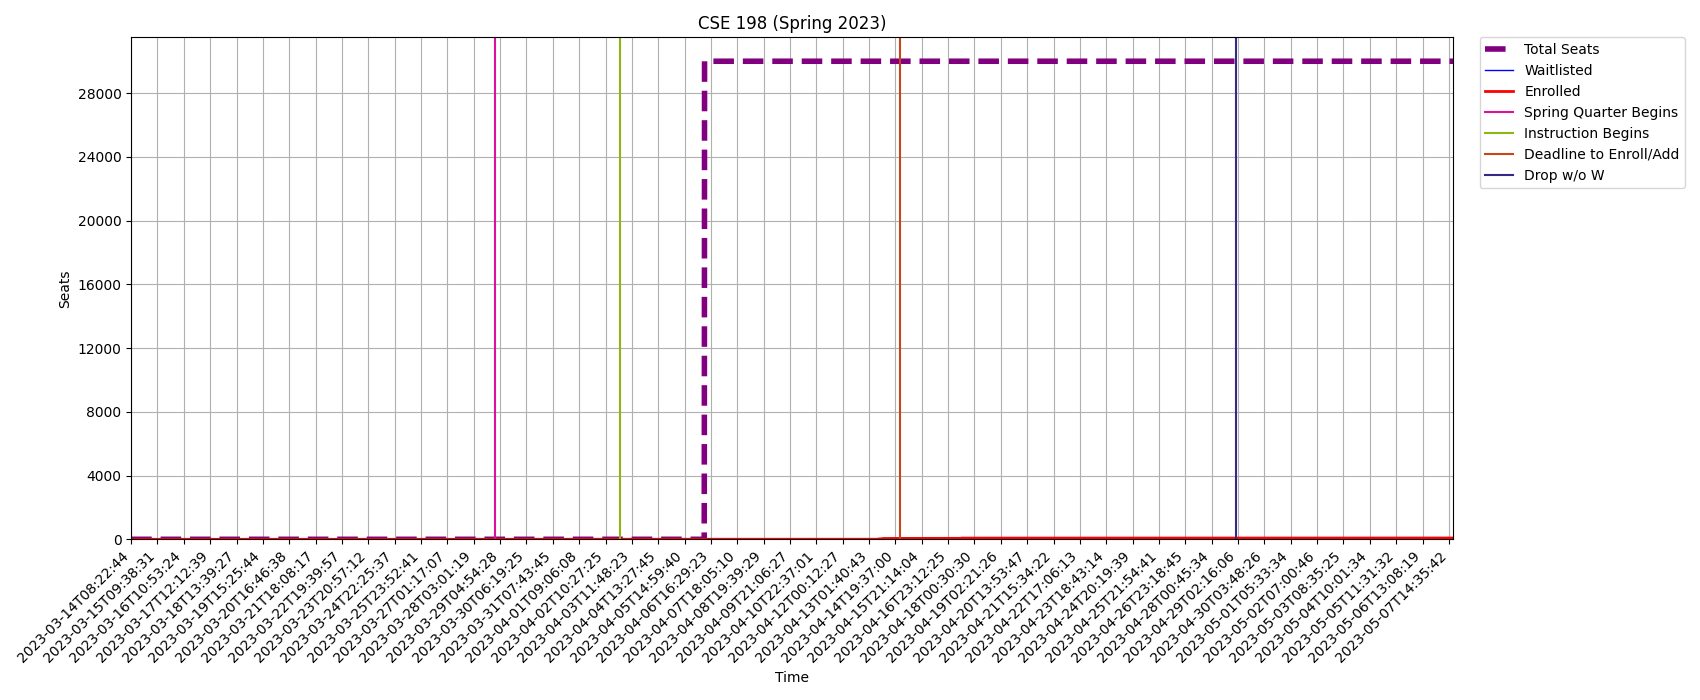 CSE 198 (Spring 2023)
Total Seats
Waitlisted
Enrolled
Spring Quarter Begins
Instruction Begins
Deadline to Enroll/Add
Drop w/o W
Seats
28000
24000
20000
16000
12000
8000
4000
0
2023-03-14T08:22:44
2023-03-15T09:38:31
2023-03-16T10:53:24
2023-03-17T12:12:39
2023-03-18T13:39:27
2023-03-19T15:25:44
2023-03-20T16:46:38
2023-03-21T18:08:17
2023-03-22T19:39:57
2023-03-23T20:57:12
2023-03-24T22:25:37
2023-03-25T23:52:41
2023-03-27T01:17:07
2023-03-28T03:01:19
2023-03-29T04:54:28
2023-03-30T06:19:25
2023-03-31T07:43:45
2023-04-01T09:06:08
2023-04-02T10:27:25
2023-04-03T11:48:23
2023-04-04T13:27:45
2023-04-05T14:59:40
2023-04-06T16:29:23
2023-04-07T18:05:10
2023-04-08T19:39:29
2023-04-09T21:06:27
2023-04-10T22:37:01
2023-04-12T00:12:27
2023-04-13T01:40:43
2023-04-14T19:37:00
2023-04-15T21:14:04
2023-04-16T23:12:25
2023-04-18T00:30:30
2023-04-19T02:21:26
2023-04-20T13:53:47
2023-04-21T15:34:22
2023-04-22T17:06:13
2023-04-23T18:43:14
2023-04-24T20:19:39
2023-04-25T21:54:41
2023-04-26T23:18:45
2023-04-28T00:45:34
2023-04-29T02:16:06
2023-04-30T03:48:26
2023-05-01T05:33:34
2023-05-02T07:00:46
2023-05-03T08:35:25
2023-05-04T10:01:34
2023-05-05T11:31:32
2023-05-06T13:08:19
2023-05-07T14:35:42
Time